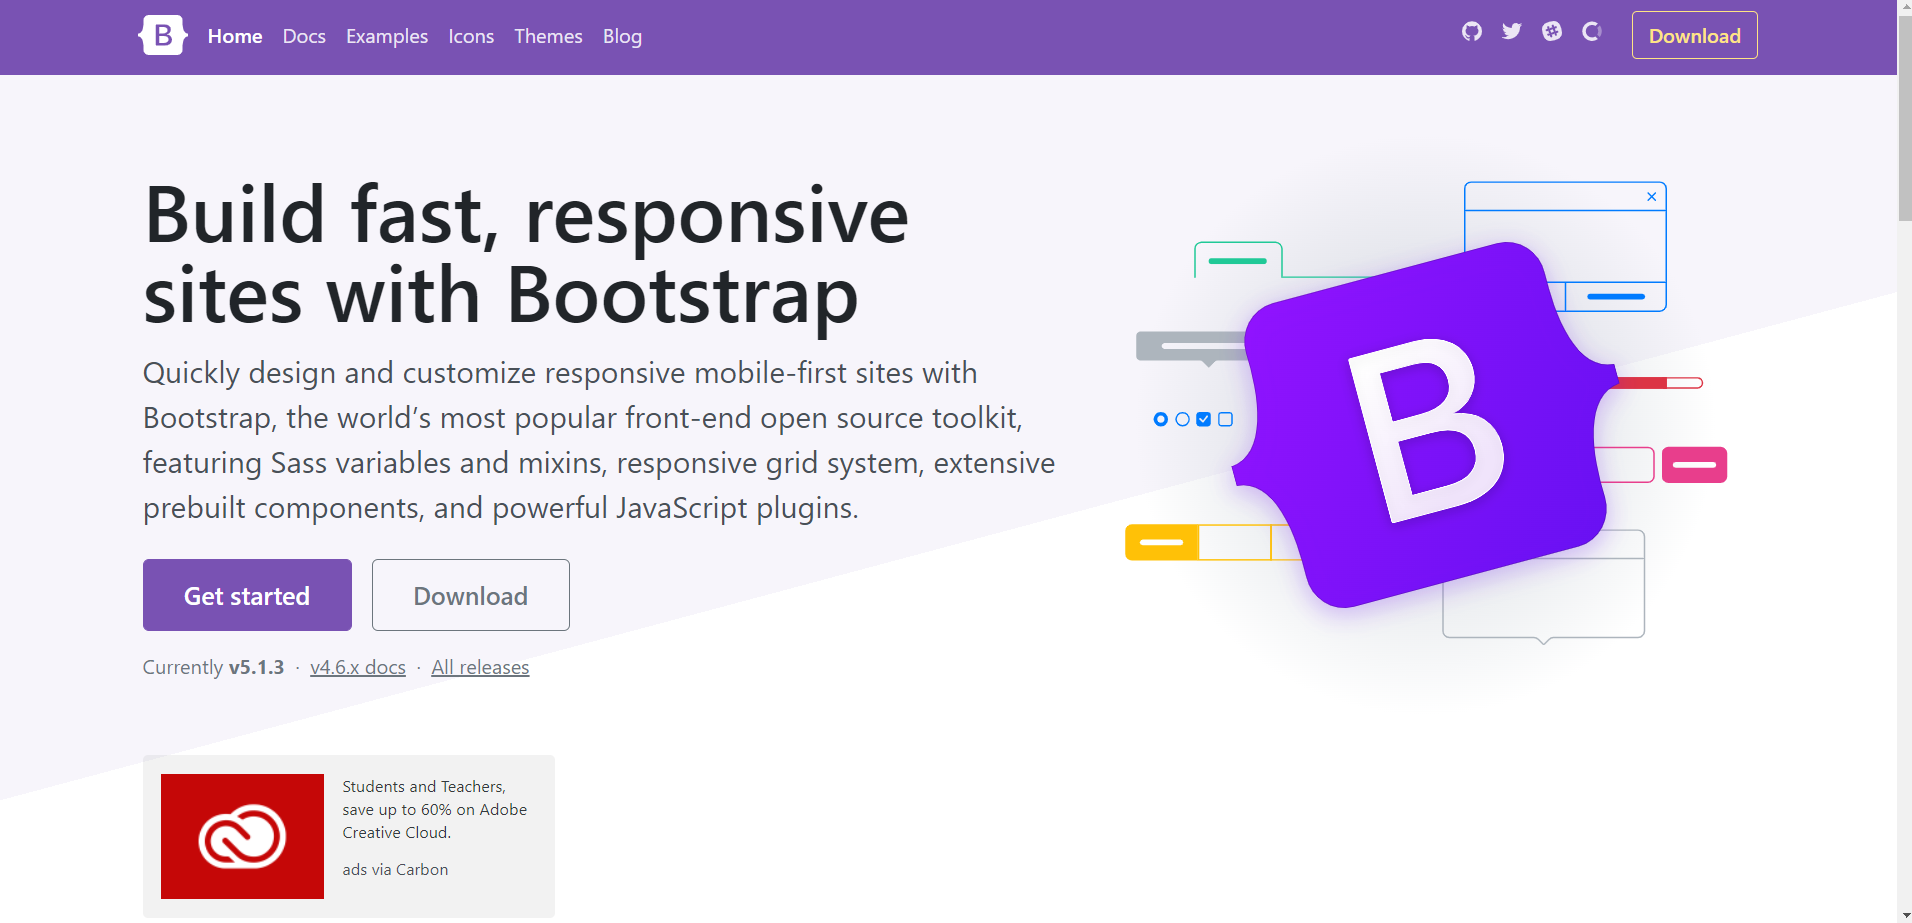 B Home Docs Examples Icons Themes Blog Download
Build fast, responsive
sites with Bootstrap
Quickly design and customize responsive mobile-first sites with
Bootstrap, the world’s most popular front-end open source toolkit,
featuring Sass variables and mixins, responsive grid system, extensive
prebuilt components, and powerful JavaScript plugins.
Get started Download
Currently v5.1.3 · v4.6.x docs · All releases
B
Students and Teachers,
save up to 60% on Adobe
Creative Cloud.
ads via Carbon